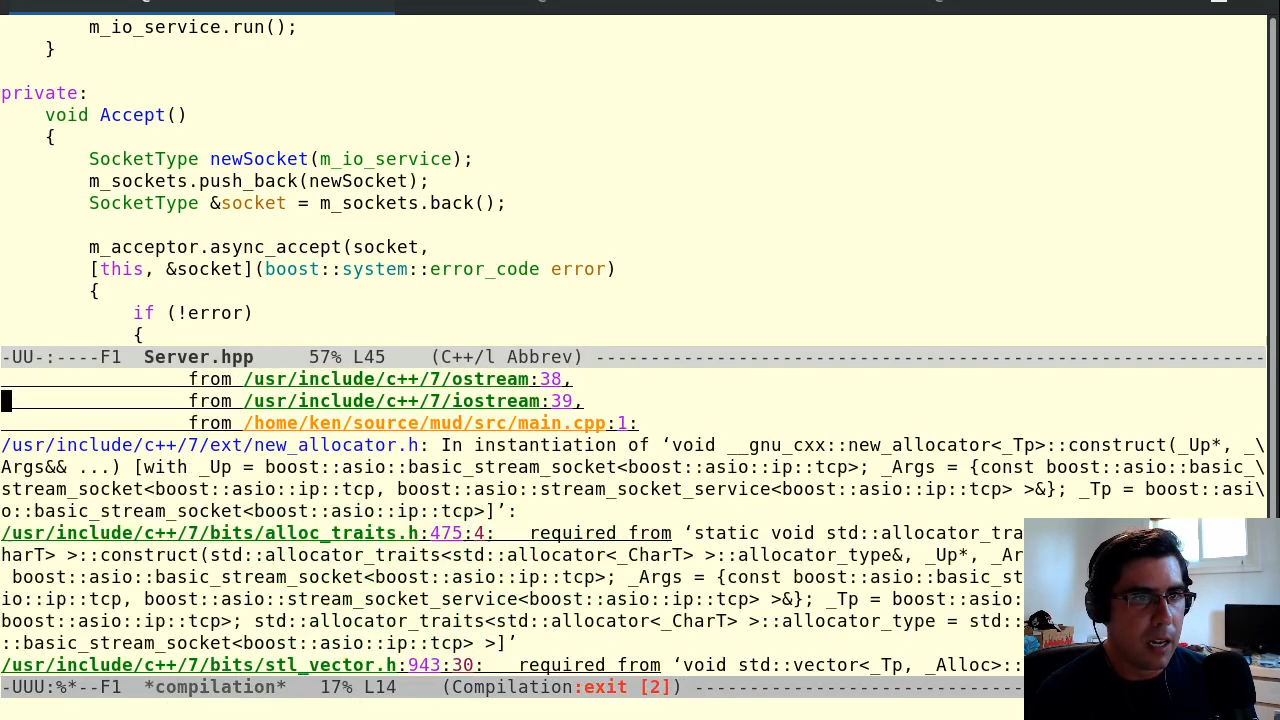 m_io_service.run();
    }
private:
    void Accept()
    {
        SocketType newSocket(m_io_service);
        m_sockets.push_back(newSocket);
        SocketType &socket = m_sockets.back();
        m_acceptor.async_accept(socket,
        [this, &socket](boost::system::error_code error)
        {
            if (!error)
            {
-UU-:----F1  Server.hpp     57% L45    (C++/l Abbrev) -------------------------------------------------------------
                 from /usr/include/c++/7/ostream:38,
                 from /usr/include/c++/7/iostream:39,
                 from /home/ken/source/mud/src/main.cpp:1:
/usr/include/c++/7/ext/new_allocator.h: In instantiation of ‘void __gnu_cxx::new_allocator<_Tp>::construct(_Up*, _\
Args&& ...) [with _Up = boost::asio::basic_stream_socket<boost::asio::ip::tcp>; _Args = {const boost::asio::basic_\
stream_socket<boost::asio::ip::tcp, boost::asio::stream_socket_service<boost::asio::ip::tcp> >&}; _Tp = boost::asi\
o::basic_stream_socket<boost::asio::ip::tcp>]’:
/usr/include/c++/7/bits/alloc_traits.h:475:4:   required from ‘static void std::allocator_tra
harT> >::construct(std::allocator_traits<std::allocator<_CharT> >::allocator_type&, _Up*, _Ar
 boost::asio::basic_stream_socket<boost::asio::ip::tcp>; _Args = {const boost::asio::basic_st
io::ip::tcp, boost::asio::stream_socket_service<boost::asio::ip::tcp> >&}; _Tp = boost::asio:
boost::asio::ip::tcp>; std::allocator_traits<std::allocator<_CharT> >::allocator_type = std::
::basic_stream_socket<boost::asio::ip::tcp> >]’
/usr/include/c++/7/bits/stl_vector.h:943:30:   required from ‘void std::vector<_Tp, _Alloc>::
-UUU:%*--F1  *compilation*   17% L14    (Compilation:exit [2]) -------------------------------